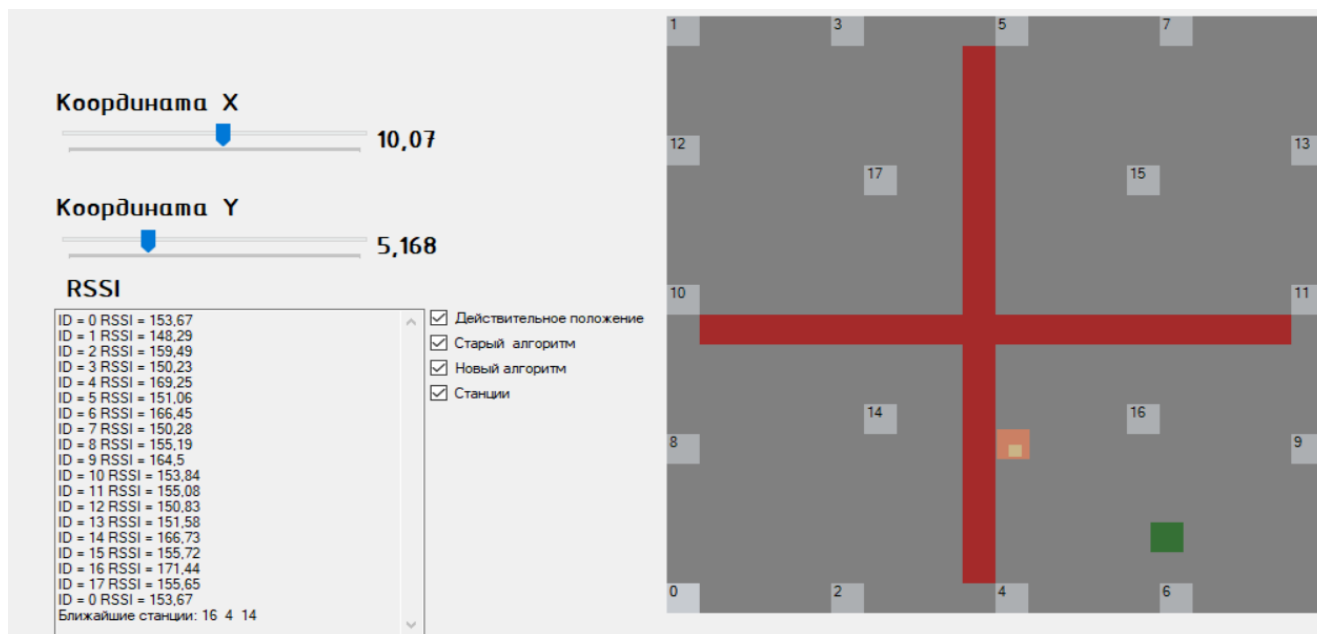 Координата X
10,07
Координата Y
5,168
RSSI
ID = 0 RSSI = 153,67
ID = 1 RSSI = 148,29
ID = 2 RSSI = 159,49
ID = 3 RSSI = 150,23
ID = 4 RSSI = 169,25
ID = 5 RSSI = 151,06
ID = 6 RSSI = 166,45
ID = 7 RSSI = 150,28
ID = 8 RSSI = 155,19
ID = 9 RSSI = 164,5
ID = 10 RSSI = 153,84
ID = 11 RSSI = 155,08
ID = 12 RSSI = 150,83
ID = 13 RSSI = 151,58
ID = 14 RSSI = 166,73
ID = 15 RSSI = 155,72
ID = 16 RSSI = 171,44
ID = 17 RSSI = 155,65
ID = 0 RSSI = 153,67
Ближайшие станции: 16 4 14
Действительное положение
Старый алгоритм
Новый алгоритм
Станции
1 3 5 7
12 13
17 15
10 11
14 16
8 9
0 2 4 6